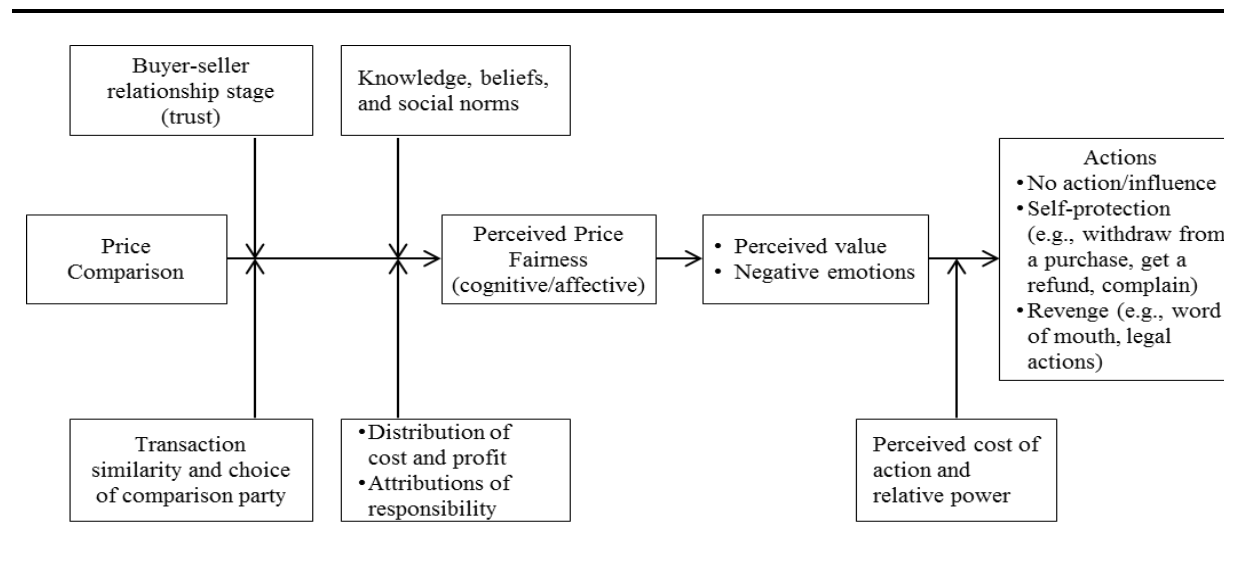 Buyer-seller
relationship stage
(trust)
Knowledge, beliefs,
and social norms
Price
Comparison
Perceived Price
Fairness
(cognitive/affective)
• Perceived value
• Negative emotions
Actions
•No action/influence
•Self-protection
(e.g., withdraw from
a purchase, get a
refund, complain)
•Revenge (e.g., word
of mouth, legal
actions)
Transaction
similarity and choice
of comparison party
•Distribution of
cost and profit
•Attributions of
responsibility
Perceived cost of
action and
relative power